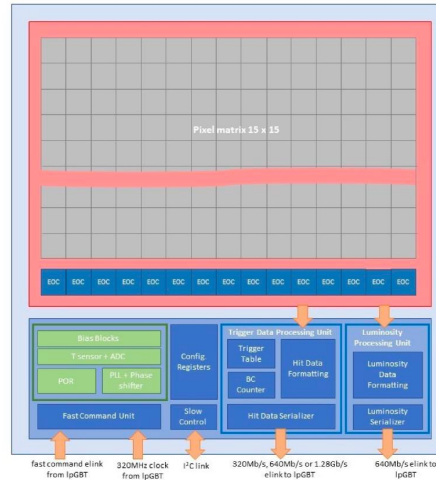 Pixel matrix 15 x 15
EOC EOC EOC EOC EOC EOC EOC EOC EOC EOC EOC EOC EOC
Bias Blocks
T sensor + ADC
POR
PLL + Phase
shifter
Fast Command Unit
Config.
Registers
Slow
Control
Trigger Data Processing Unit
Trigger
Table
BC
Counter
Hit Data
Formatting
Hit Data Serializer
Luminosity
Processing Unit
Luminosity
Data
Formatting
Luminosity
Serializer
fast command elink
from lpGBT
320MHz clock
from lpGBT
I²C link
320Mb/s, 640Mb/s or 1.28Gb/s
elink to lpGBT
640Mb/s elink to
lpGBT